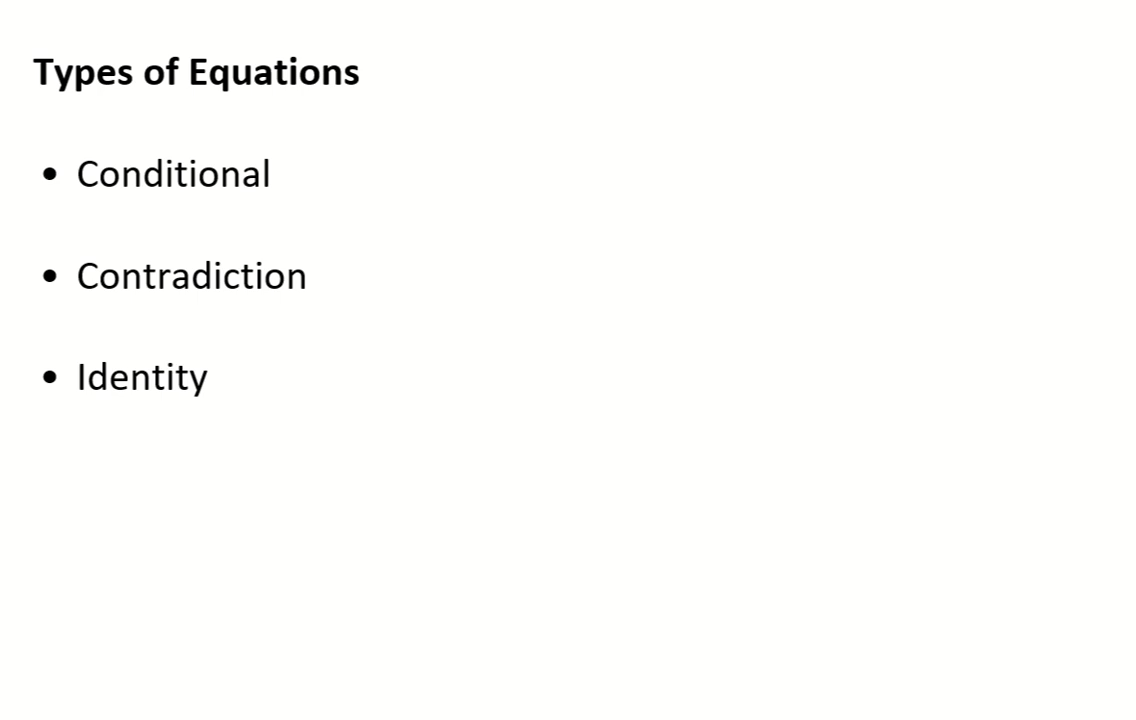 Types of Equations
• Conditional
• Contradiction
• Identity